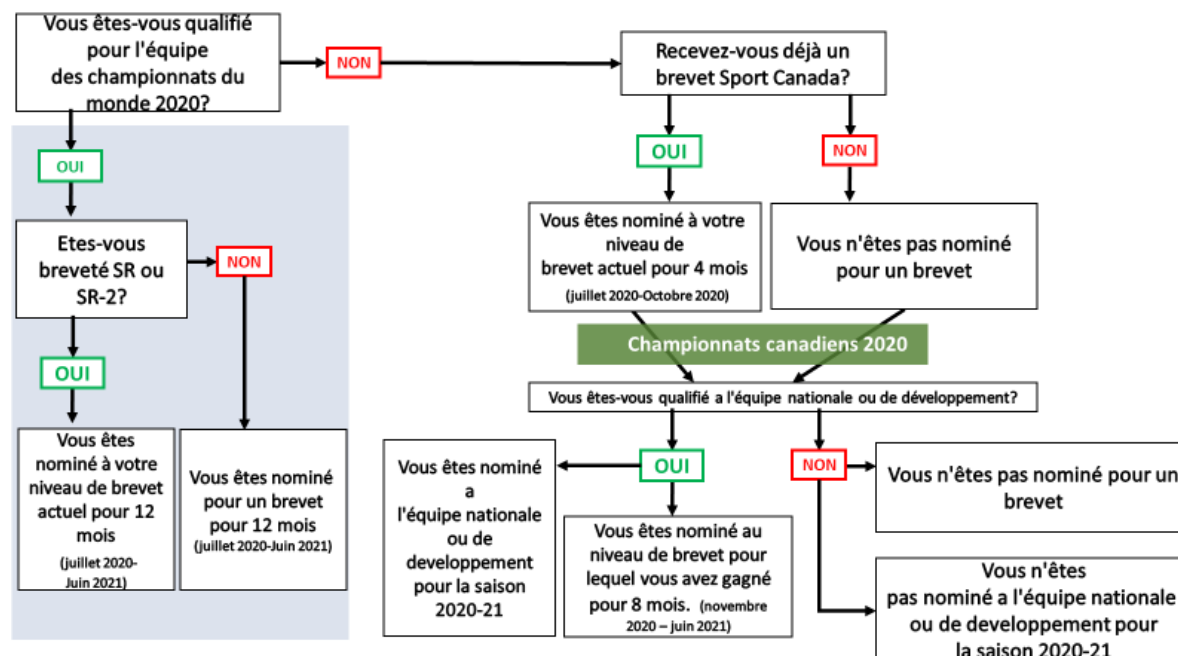 Vous êtes-vous qualifié
pour l'équipe
des championnats du
monde 2020?
NON
Recevez-vous déjà un
brevet Sport Canada?
OUI
OUI
NON
Etes-vous
breveté SR ou
SR-2?
NON
Vous êtes nominé à votre
niveau de
brevet actuel pour 4 mois
(juillet 2020-Octobre 2020)
Vous n'êtes pas nominé
pour un brevet
OUI
Championnats canadiens 2020
Vous êtes-vous qualifié a l'équipe nationale ou de développement?
Vous êtes
nominé à votre
niveau de brevet
actuel pour 12
mois
(juillet 2020-
Juin 2021)
Vous êtes nominé
pour un brevet
pour 12 mois
(juillet 2020-Juin 2021)
OUI
NON
Vous êtes nominé
a
l'équipe nationale
ou de
developpement
pour la saison
2020-21
Vous êtes nominé au
niveau de brevet pour
lequel vous avez gagné
pour 8 mois. (novembre
2020 – juin 2021)
Vous n'êtes pas nominé pour un
brevet
Vous n'êtes
pas nominé a l'équipe nationale
ou de developpement pour
la saison 2020-21